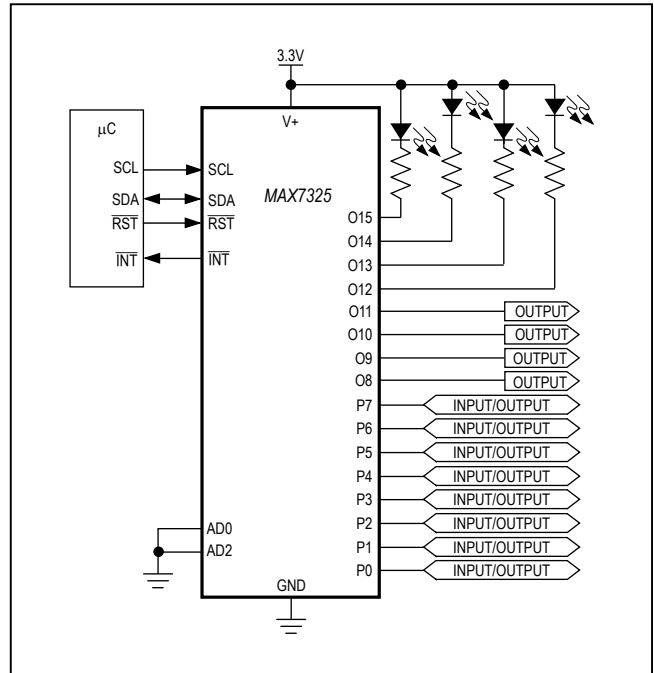 3.3V
V+
μC
SCL
SDA
RST
INT
SCL
SDA
RST
INT
MAX7325
O15
O14
O13
O12
O11 OUTPUT
O10 OUTPUT
O9 OUTPUT
O8 OUTPUT
P7 INPUT/OUTPUT
P6 INPUT/OUTPUT
P5 INPUT/OUTPUT
P4 INPUT/OUTPUT
P3 INPUT/OUTPUT
P2 INPUT/OUTPUT
P1 INPUT/OUTPUT
P0 INPUT/OUTPUT
AD0
AD2
GND